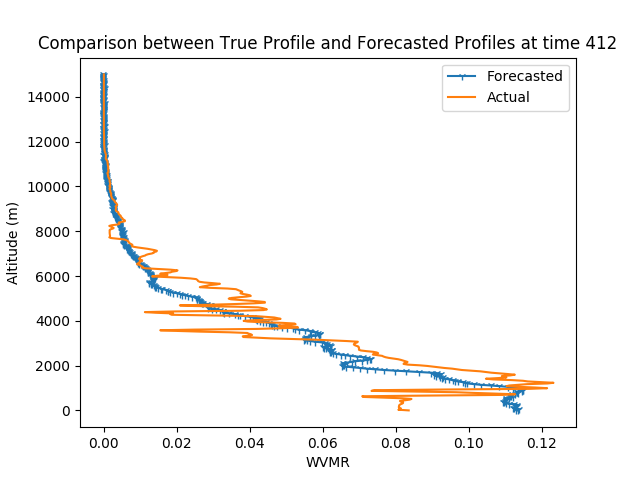 Comparison between True Profile and Forecasted Profiles at time 412
Forecasted
Actual
14000
12000
10000
8000
6000
4000
2000
0
Altitude (m)
0.00 0.02 0.04 0.06 0.08 0.10 0.12
WVMR